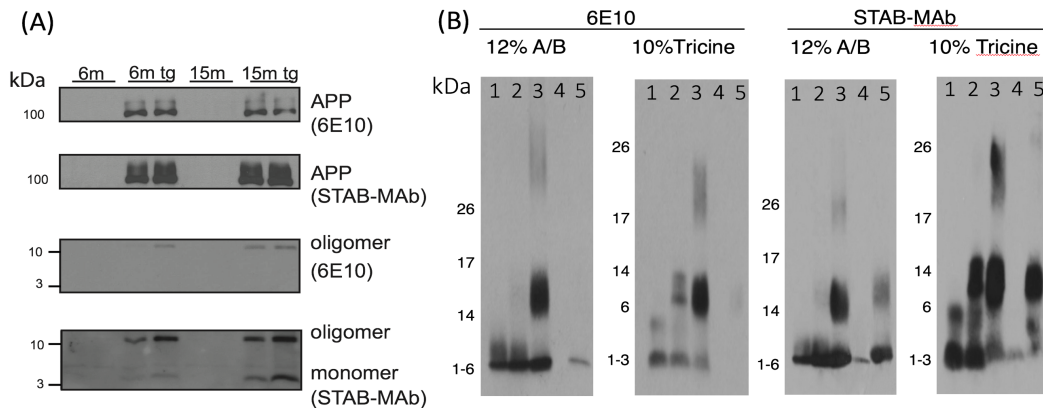 (A)
kDa
6m 6m tg 15m 15m tg
100
APP
(6E10)
100
APP
(STAB-MAb)
10
3
oligomer
(6E10)
10
3
oligomer
monomer
(STAB-MAb)
(B)
6E10
STAB-MAb
12% A/B
10%Tricine
12% A/B
10% Tricine
kDa
1 2 3 4 5
26
17
14
1-6
1 2 3 4 5
26
17
14
6
1-3
1 2 3 4 5
26
17
14
1-6
1 2 3 4 5
26
17
14
6
1-3